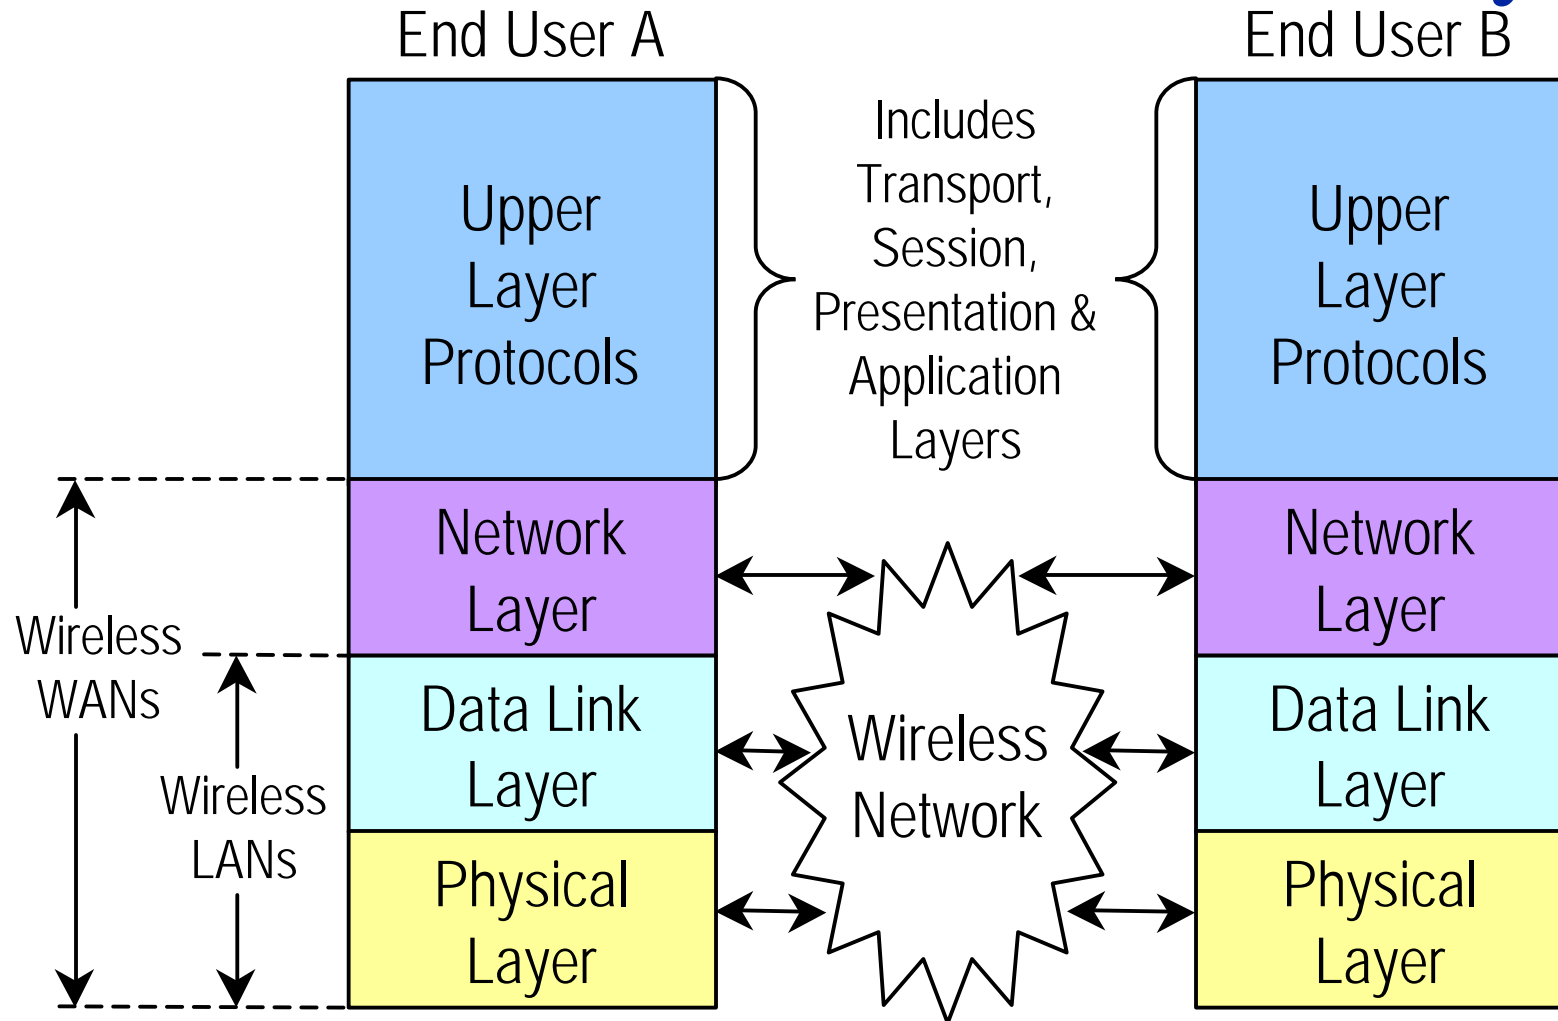 End User A
End User B
Upper
Layer
Protocols
Includes
Transport,
Session,
Presentation &
Application
Layers
Upper
Layer
Protocols
Network
Layer
Network
Layer
Wireless
WANs
Data Link
Layer
Wireless
Network
Data Link
Layer
Wireless
LANs
Physical
Layer
Physical
Layer